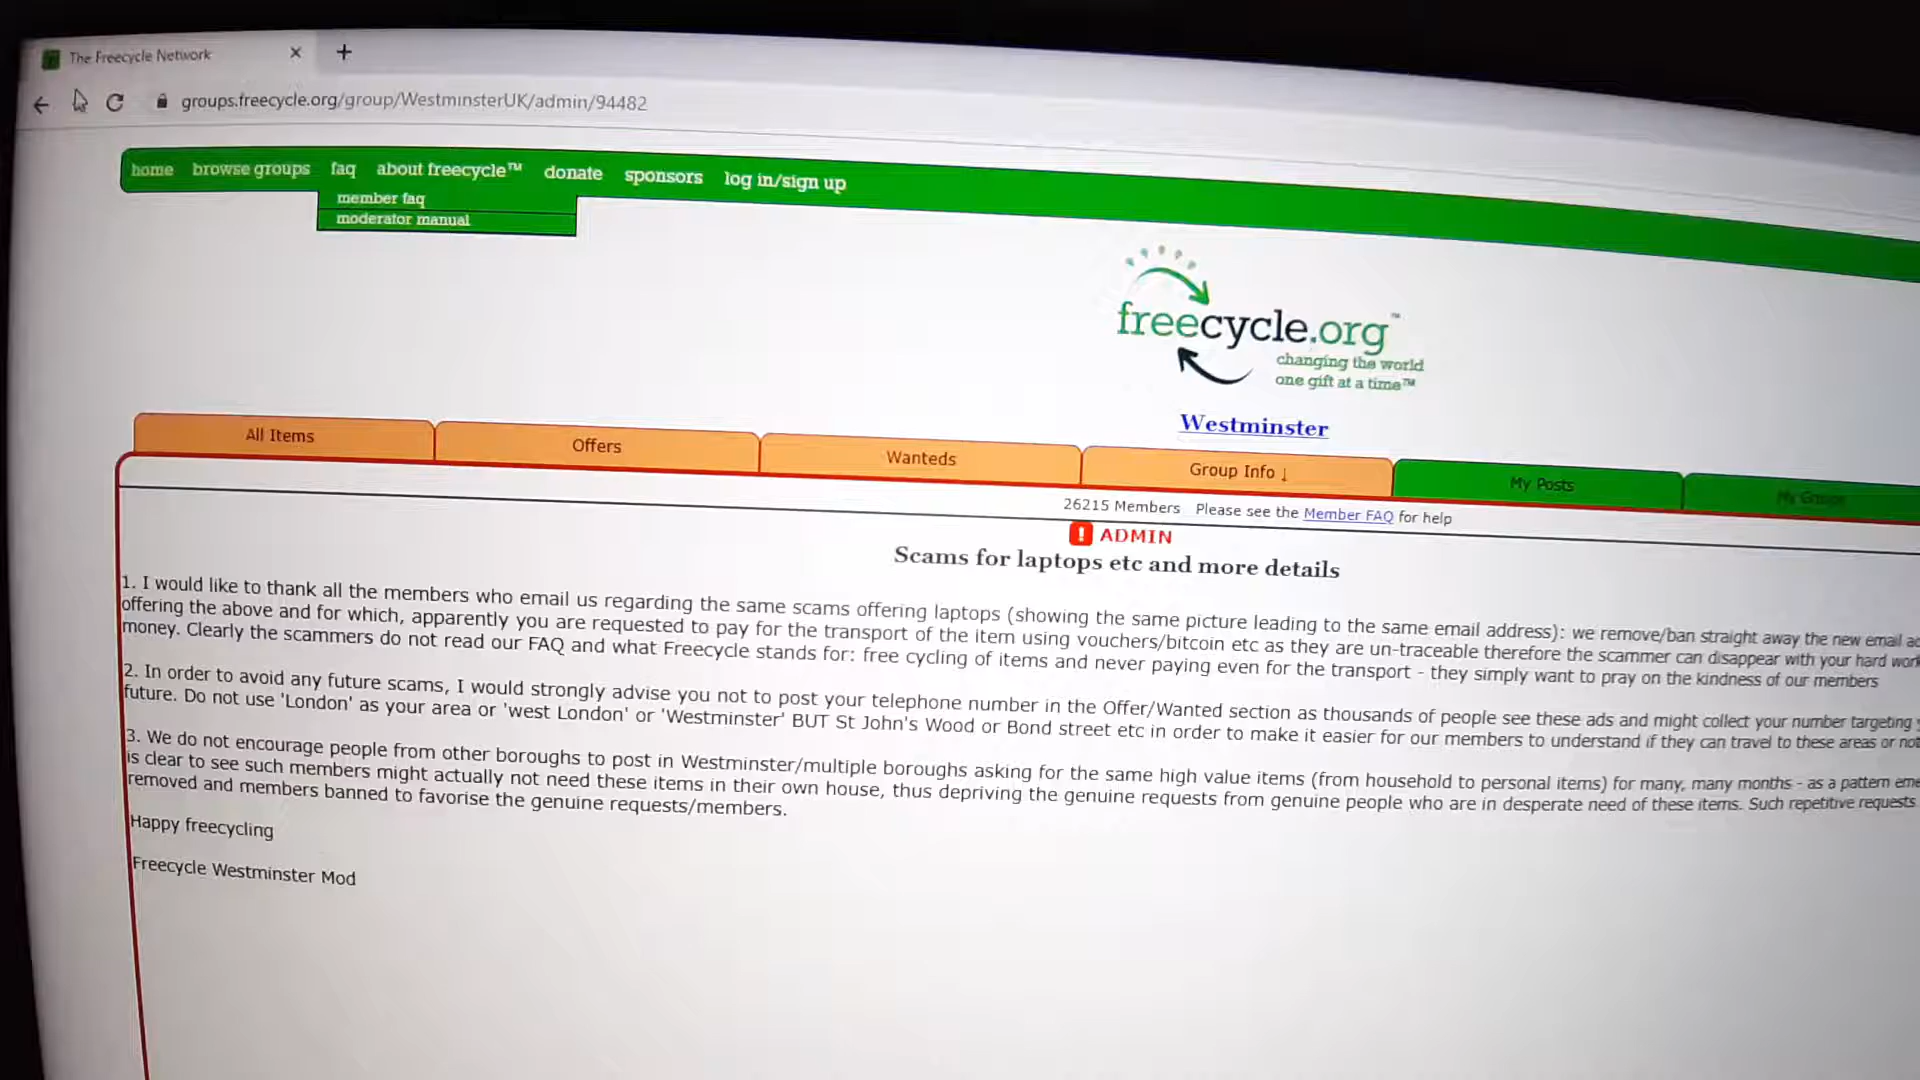 The Freecycle Network
groups.freecycle.org/group/WestminsterUK/admin/94482
home browse groups faq about freecycle™ donate sponsors log in/sign up
member faq
moderator manual
freecycle.org™
changing the world
one gift at a time™
Westminster
All Items Offers Wanteds Group Info ↓ My Posts My Groups
26215 Members Please see the Member FAQ for help
! ADMIN
Scams for laptops etc and more details
1. I would like to thank all the members who email us regarding the same scams offering laptops (showing the same picture leading to the same email address): we remove/ban straight away the new email
offering the above and for which, apparently you are requested to pay for the transport of the item using vouchers/bitcoin etc as they are un-traceable therefore the scammer can disappear with your hard
money. Clearly the scammers do not read our FAQ and what Freecycle stands for: free cycling of items and never paying even for the transport - they simply want to pray on the kindness of our members
2. In order to avoid any future scams, I would strongly advise you not to post your telephone number in the Offer/Wanted section as thousands of people see these ads and might collect your number targeting
future. Do not use 'London' as your area or 'west London' or 'Westminster' BUT St John's Wood or Bond street etc in order to make it easier for our members to understand if they can travel to these areas or not
3. We do not encourage people from other boroughs to post in Westminster/multiple boroughs asking for the same high value items (from household to personal items) for many, many months - as a pattern
is clear to see such members might actually not need these items in their own house, thus depriving the genuine requests from genuine people who are in desperate need of these items. Such repetitive requests
removed and members banned to favorise the genuine requests/members.
Happy freecycling
Freecycle Westminster Mod